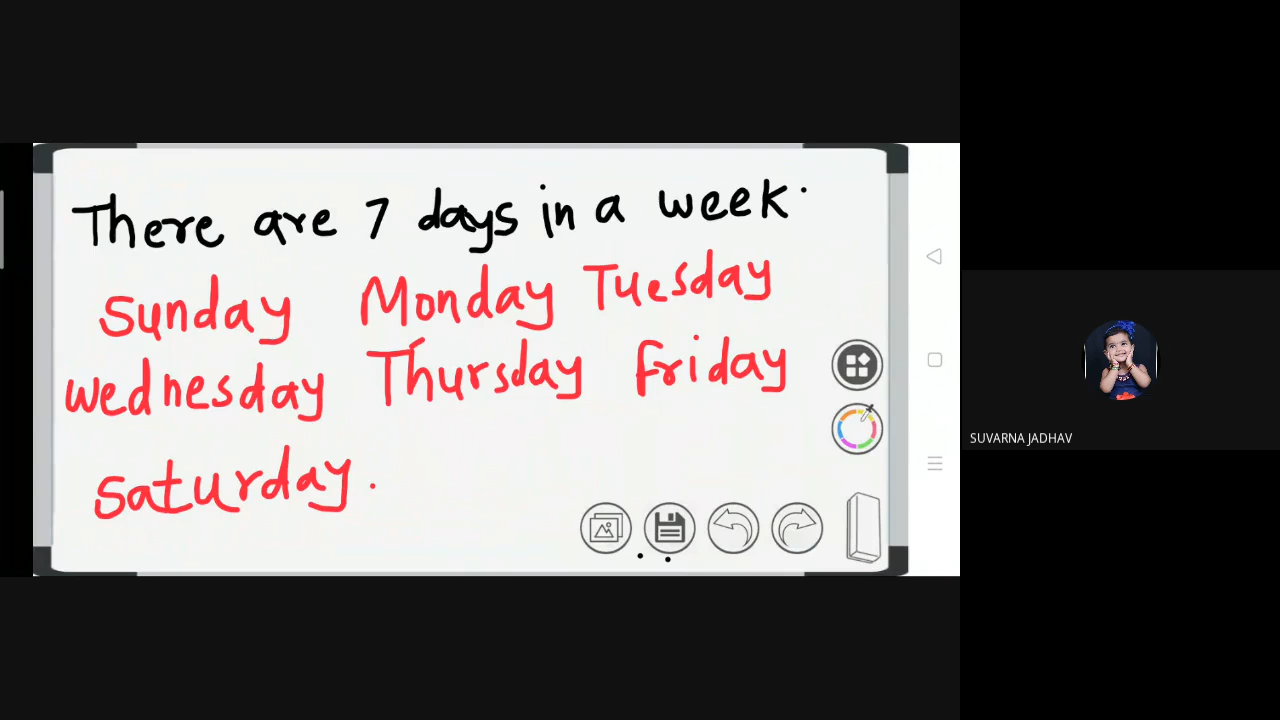 There are 7 days in a week.
Sunday Monday Tuesday
wednesday Thursday Friday
Saturday.
SUVARNA JADHAV